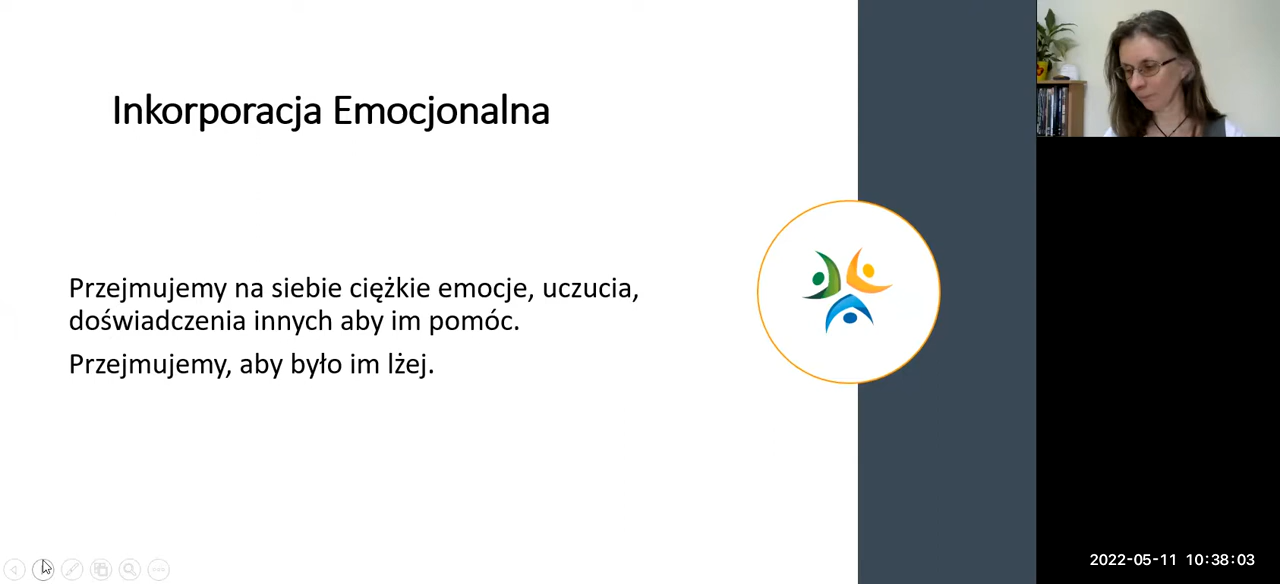 Inkorporacja Emocjonalna
Przejmujemy na siebie ciężkie emocje, uczucia,
doświadczenia innych aby im pomóc.
Przejmujemy, aby było im lżej.
2022-05-11 10:38:03